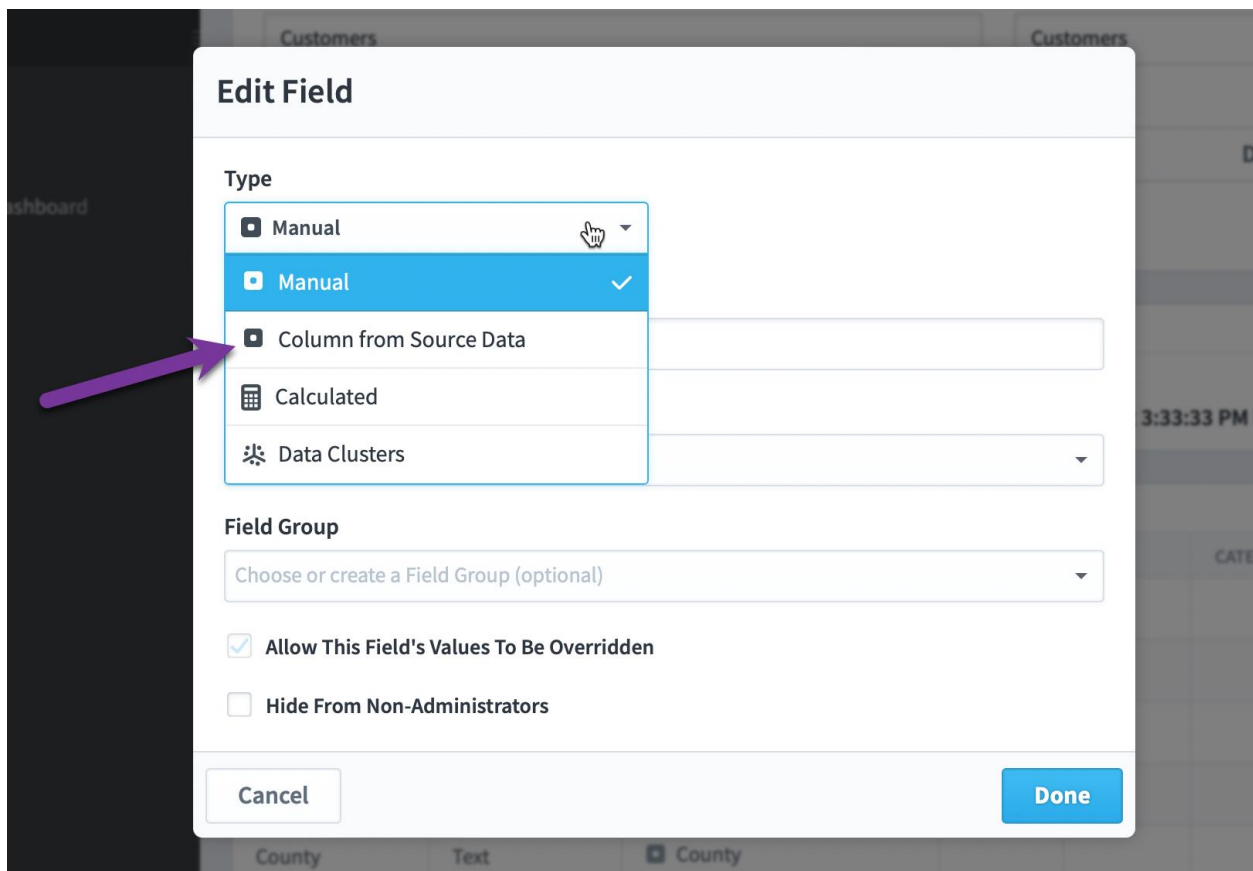 Customers
Customers
Edit Field
Type
ashboard
Manual
Manual
Column from Source Data
Calculated
3:33:33 PM
Data Clusters
Field Group
CATE
Choose or create a Field Group (optional)
Allow This Field's Values To Be Overridden
Hide From Non-Administrators
Cancel
Done
County
Text
County